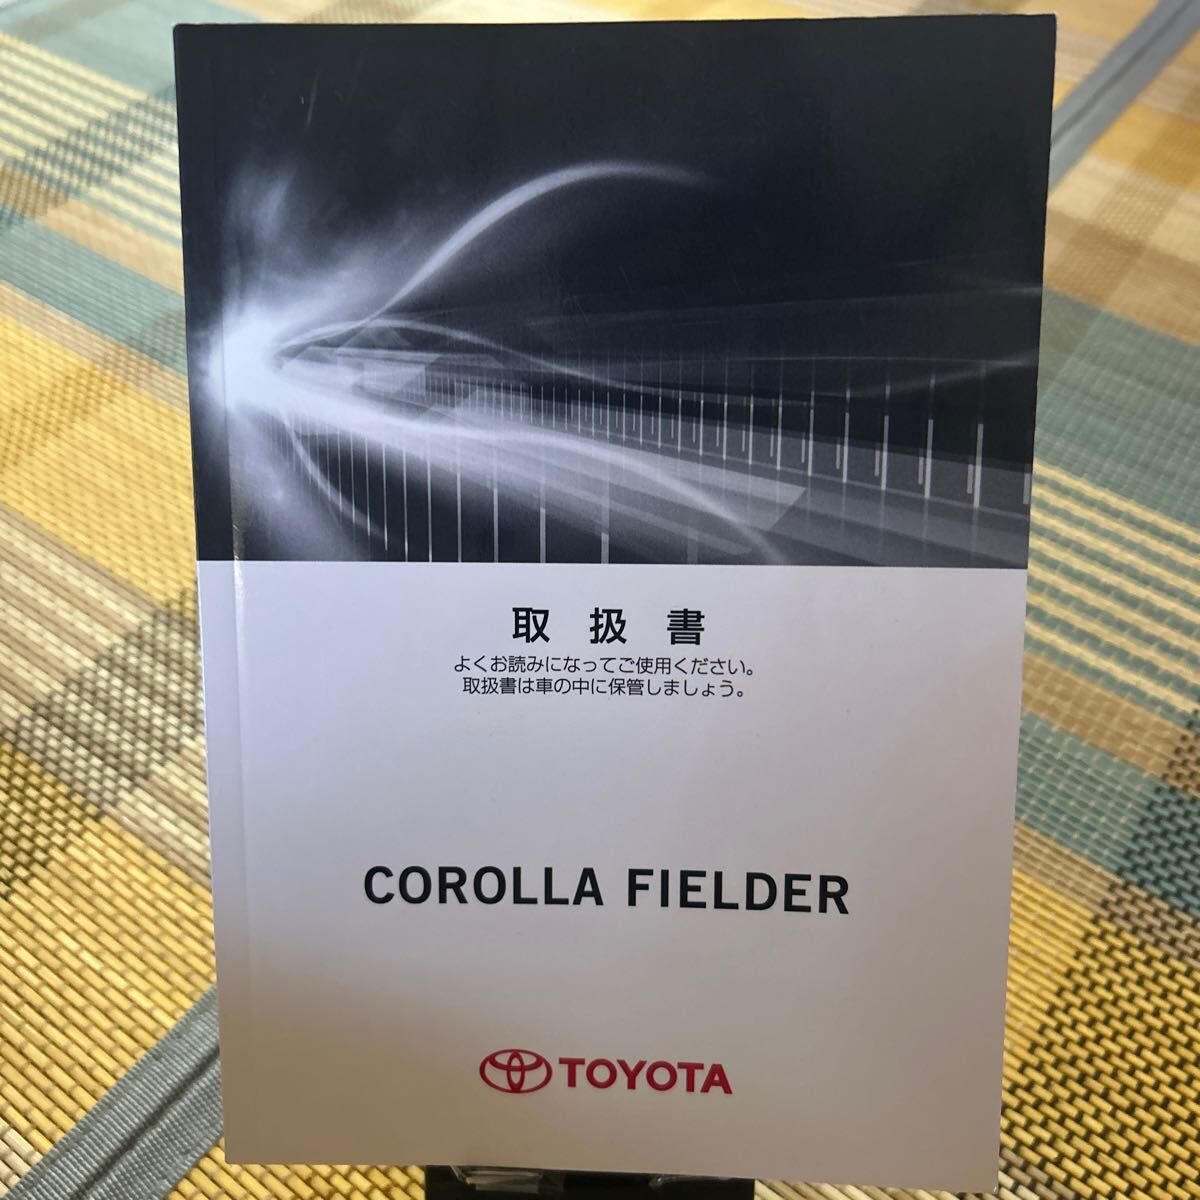 取扱書
よくお読みになってご使用ください。
取扱書は車の中に保管しましょう。
COROLLA FIELDER
TOYOTA